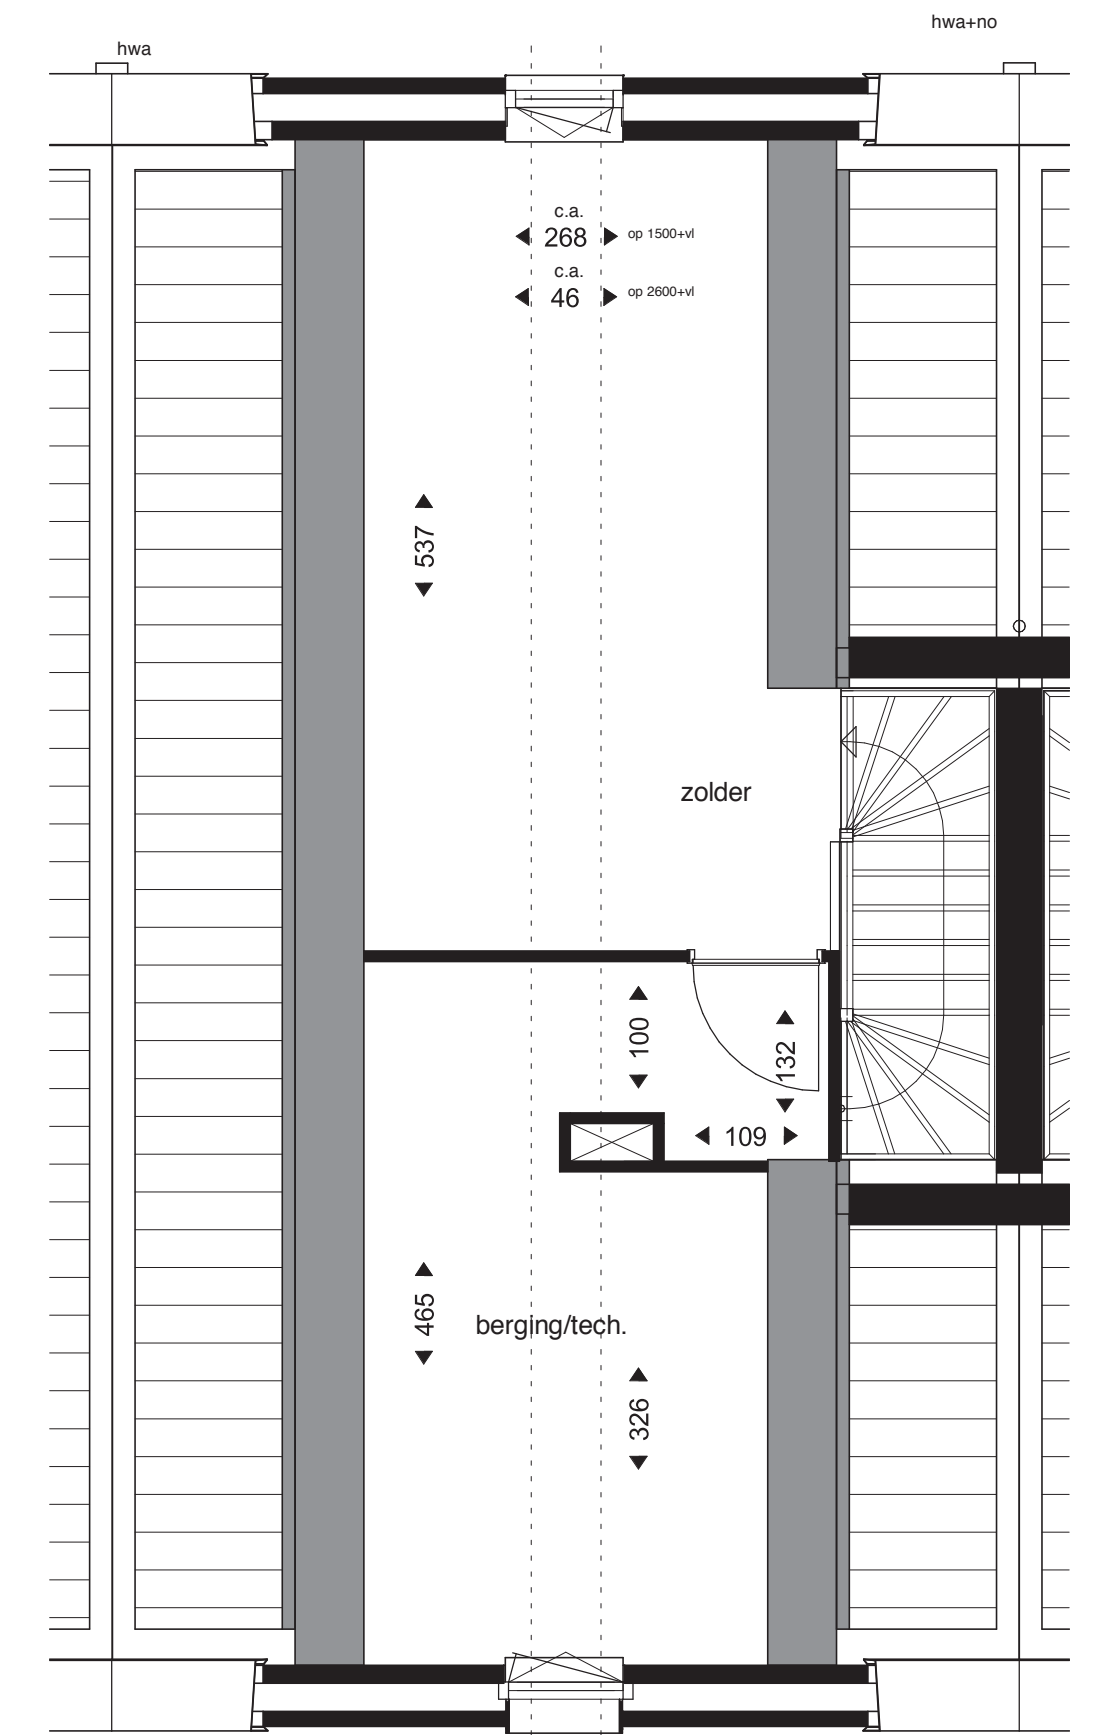 hwa+no
hwa
c.a.
268 op 1500+vl
c.a.
46 op 2600+vl
537
zolder
100
132
109
465
berging/tech.
326